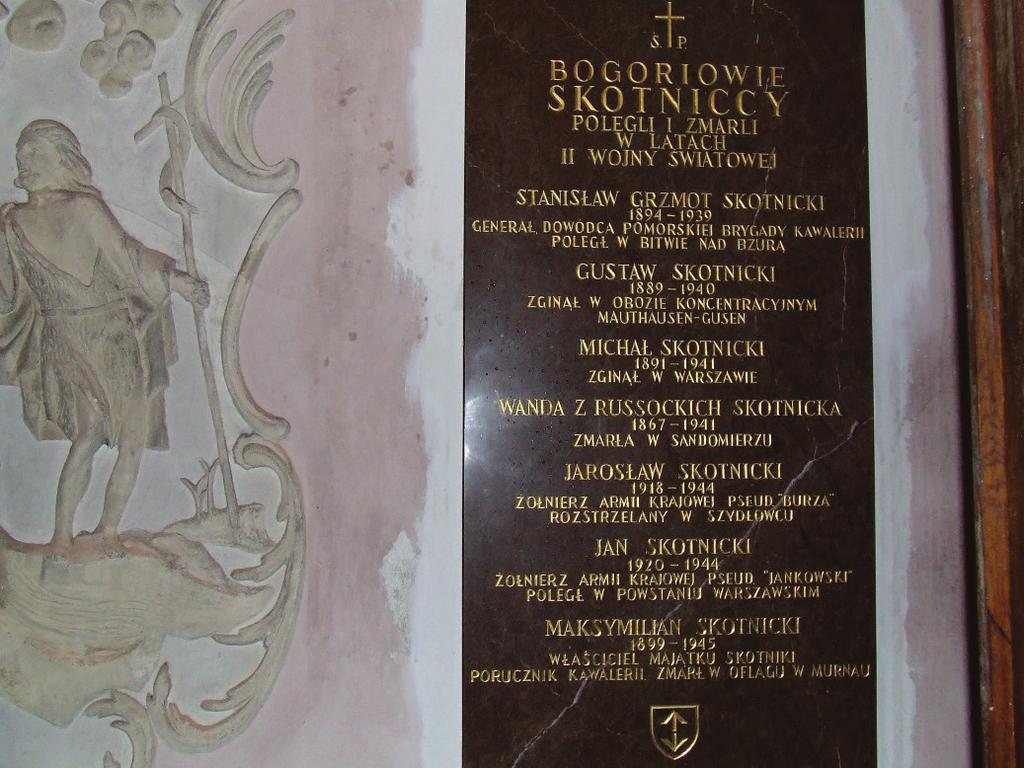 Ś. P.
BOGORIOWIE
SKOTNICCY
POLEGLI I ZMARLI
W LATACH
II WOJNY ŚWIATOWEJ
STANISŁAW GRZMOT SKOTNICKI
1894-1939
GENERAŁ, DOWÓDCA POMORSKIEJ BRYGADY KAWALERII
POLEGŁ W BITWIE NAD BZURĄ
GUSTAW SKOTNICKI
1889-1940
ZGINĄŁ W OBOZIE KONCENTRACYJNYM
MAUTHAUSEN-GUSEN
MICHAŁ SKOTNICKI
1891-1941
ZGINĄŁ W WARSZAWIE
WANDA Z RUSSOCKICH SKOTNICKA
1867-1941
ZMARŁA W SANDOMIERZU
JAROSŁAW SKOTNICKI
1918-1944
ŻOŁNIERZ ARMII KRAJOWEJ PSEUD. "BURZA"
ROZSTRZELANY W SZYDŁOWCU
JAN SKOTNICKI
1920-1944
ŻOŁNIERZ ARMII KRAJOWEJ PSEUD. "JANKOWSKI"
POLEGŁ W POWSTANIU WARSZAWSKIM
MAKSYMILIAN SKOTNICKI
1899-1945
WŁAŚCICIEL MAJĄTKU SKOTNIKI
PORUCZNIK KAWALERII, ZMARŁ W OFLAGU W MURNAU